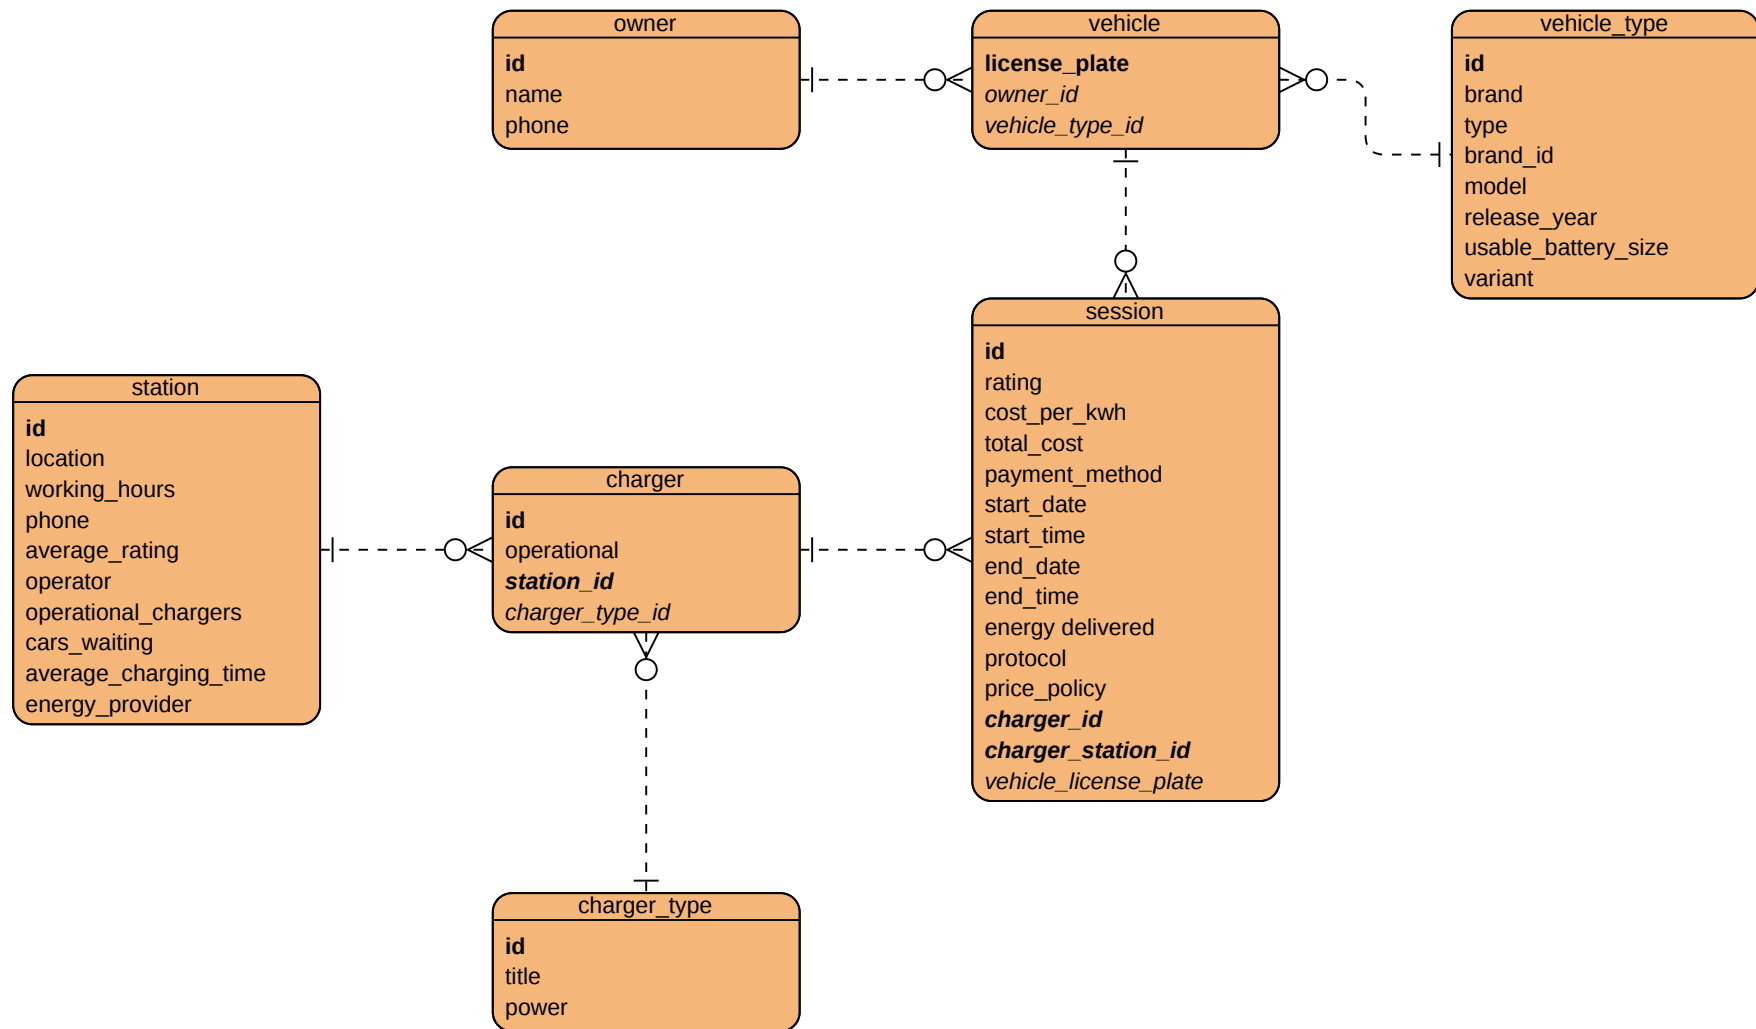 owner
id
name
phone
vehicle
license_plate
owner_id
vehicle_type_id
vehicle_type
id
brand
type
brand_id
model
release_year
usable_battery_size
variant
session
id
rating
cost_per_kwh
total_cost
payment_method
start_date
start_time
end_date
end_time
energy delivered
protocol
price_policy
charger_id
charger_station_id
vehicle_license_plate
station
id
location
working_hours
phone
average_rating
operator
operational_chargers
cars_waiting
average_charging_time
energy_provider
charger
id
operational
station_id
charger_type_id
charger_type
id
title
power